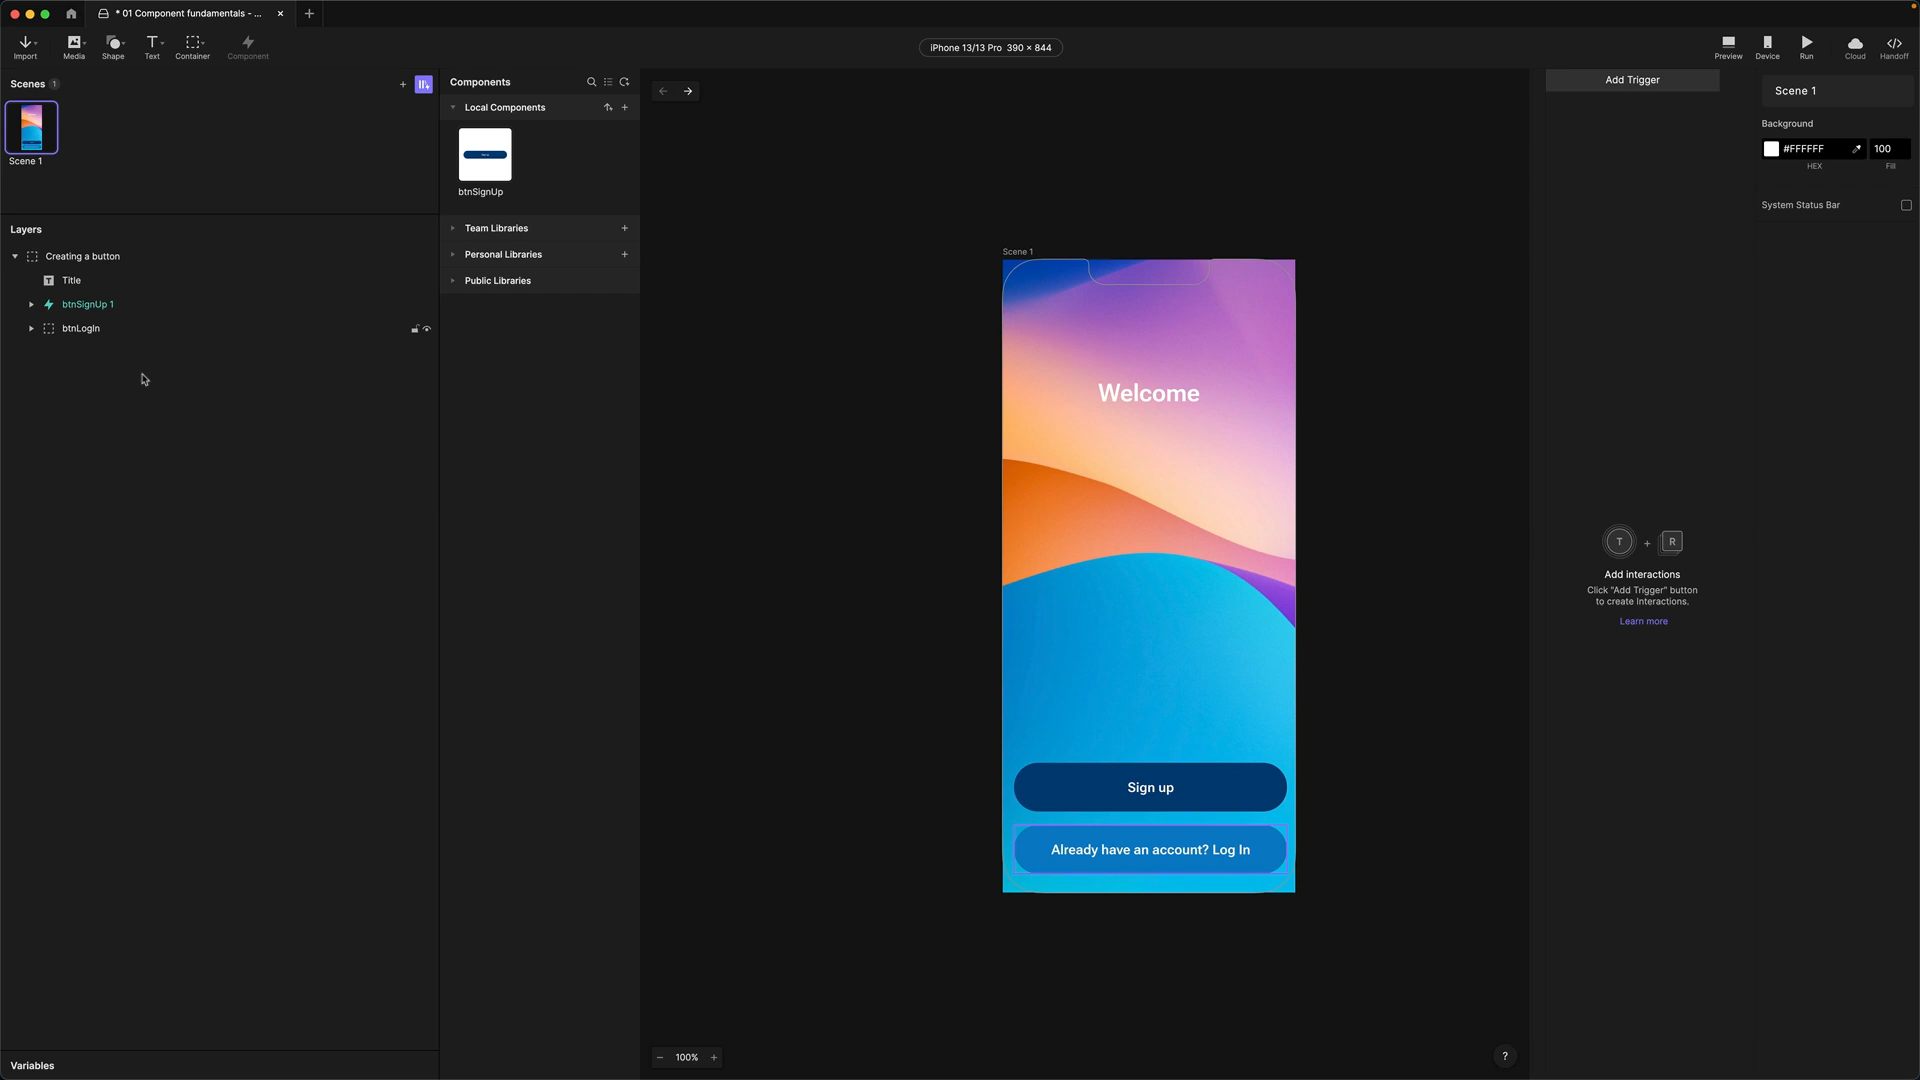 * 01 Component fundamentals - ...
Import
Media
Shape
Text
Container
Component
iPhone 13/13 Pro 390 × 844
Preview
Device
Run
Cloud
Handoff
Scenes 1
Scene 1
Layers
Creating a button
Title
btnSignUp 1
btnLogIn
Variables
Components
Local Components
btnSignUp
Team Libraries
Personal Libraries
Public Libraries
Scene 1
Welcome
Sign up
Already have an account? Log In
100%
?
Add Trigger
T + R
Add interactions
Click "Add Trigger" button
to create Interactions.
Learn more
Scene 1
Background
#FFFFFF 100
HEX Fill
System Status Bar